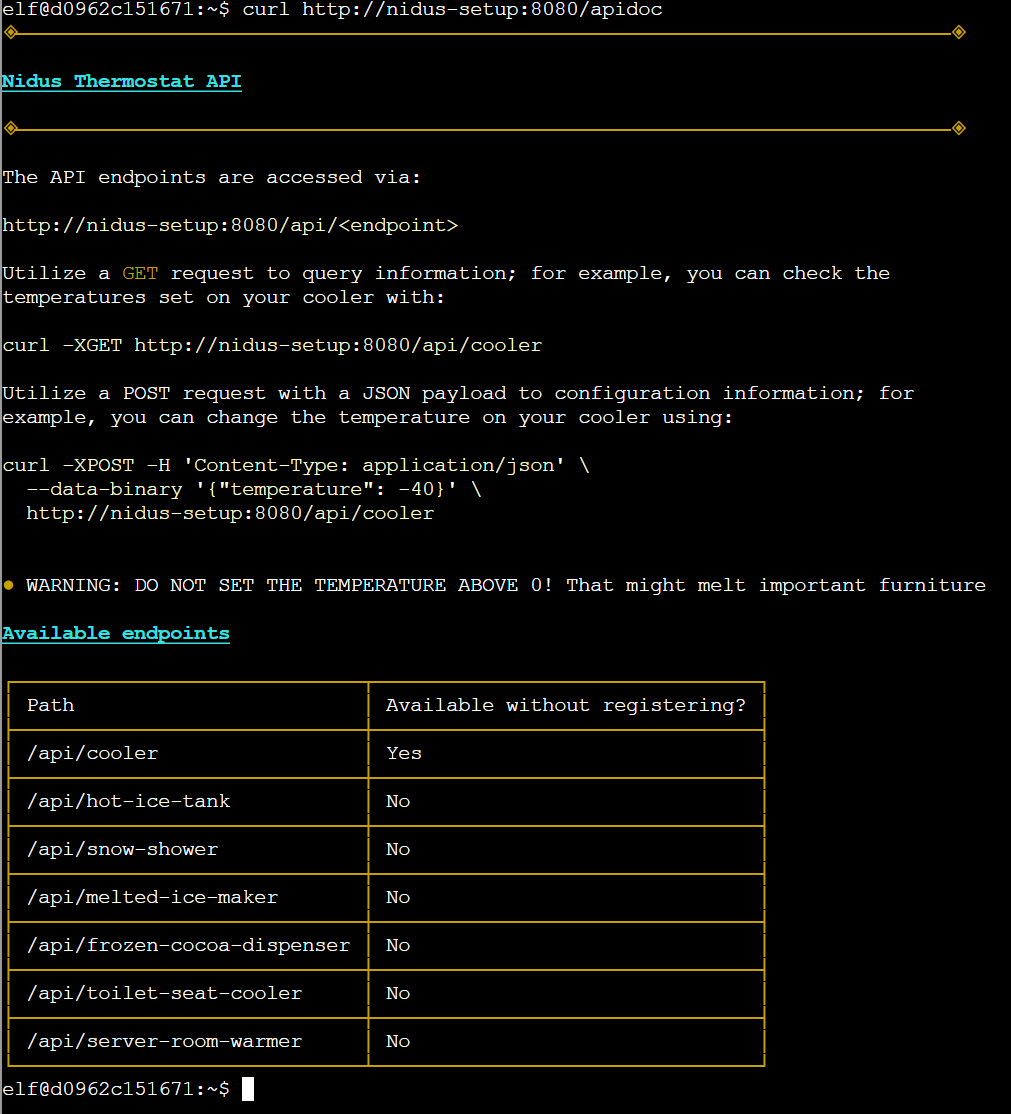 elf@d0962c151671:~$ curl http://nidus-setup:8080/apidoc
Nidus Thermostat API
The API endpoints are accessed via:
http://nidus-setup:8080/api/<endpoint>
Utilize a GET request to query information; for example, you can check the
temperatures set on your cooler with:
curl -XGET http://nidus-setup:8080/api/cooler
Utilize a POST request with a JSON payload to configuration information; for
example, you can change the temperature on your cooler using:
curl -XPOST -H 'Content-Type: application/json' \
  --data-binary '{"temperature": -40}' \
  http://nidus-setup:8080/api/cooler
● WARNING: DO NOT SET THE TEMPERATURE ABOVE 0! That might melt important furniture
Available endpoints
Path Available without registering?
/api/cooler Yes
/api/hot-ice-tank No
/api/snow-shower No
/api/melted-ice-maker No
/api/frozen-cocoa-dispenser No
/api/toilet-seat-cooler No
/api/server-room-warmer No
elf@d0962c151671:~$